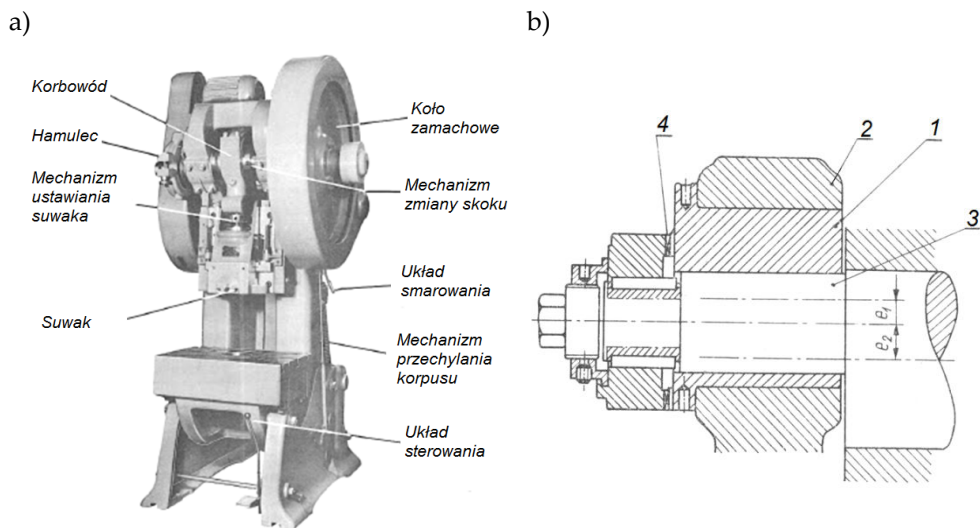 a)
Korbowód
Hamulec
Mechanizm
ustawiania
suwaka
Suwak
Koło
zamachowe
Mechanizm
zmiany skoku
Układ
smarowania
Mechanizm
przechylania
korpusu
Układ
sterowania
b)
4
2
1
3
e₁
e₂